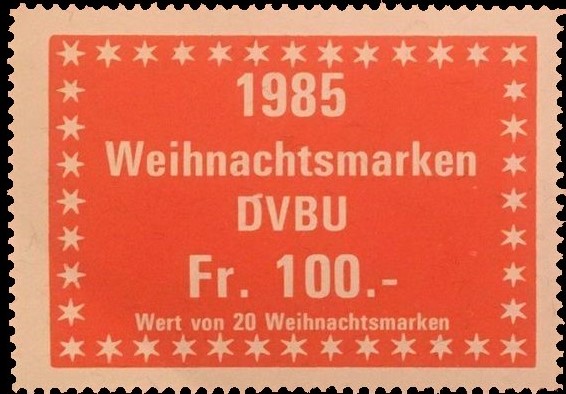 1985
Weihnachtsmarken
DVBU
Fr. 100.-
Wert von 20 Weihnachtsmarken